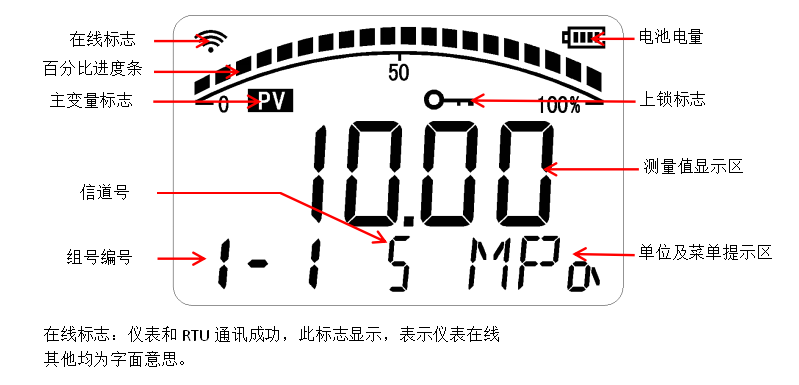 在线标志
电池电量
百分比进度条
50
主变量标志
0
PV
100%
上锁标志
10.00
测量值显示区
信道号
组号编号
1-1 5 MPa
单位及菜单提示区
在线标志：仪表和 RTU 通讯成功，此标志显示，表示仪表在线
其他均为字面意思。